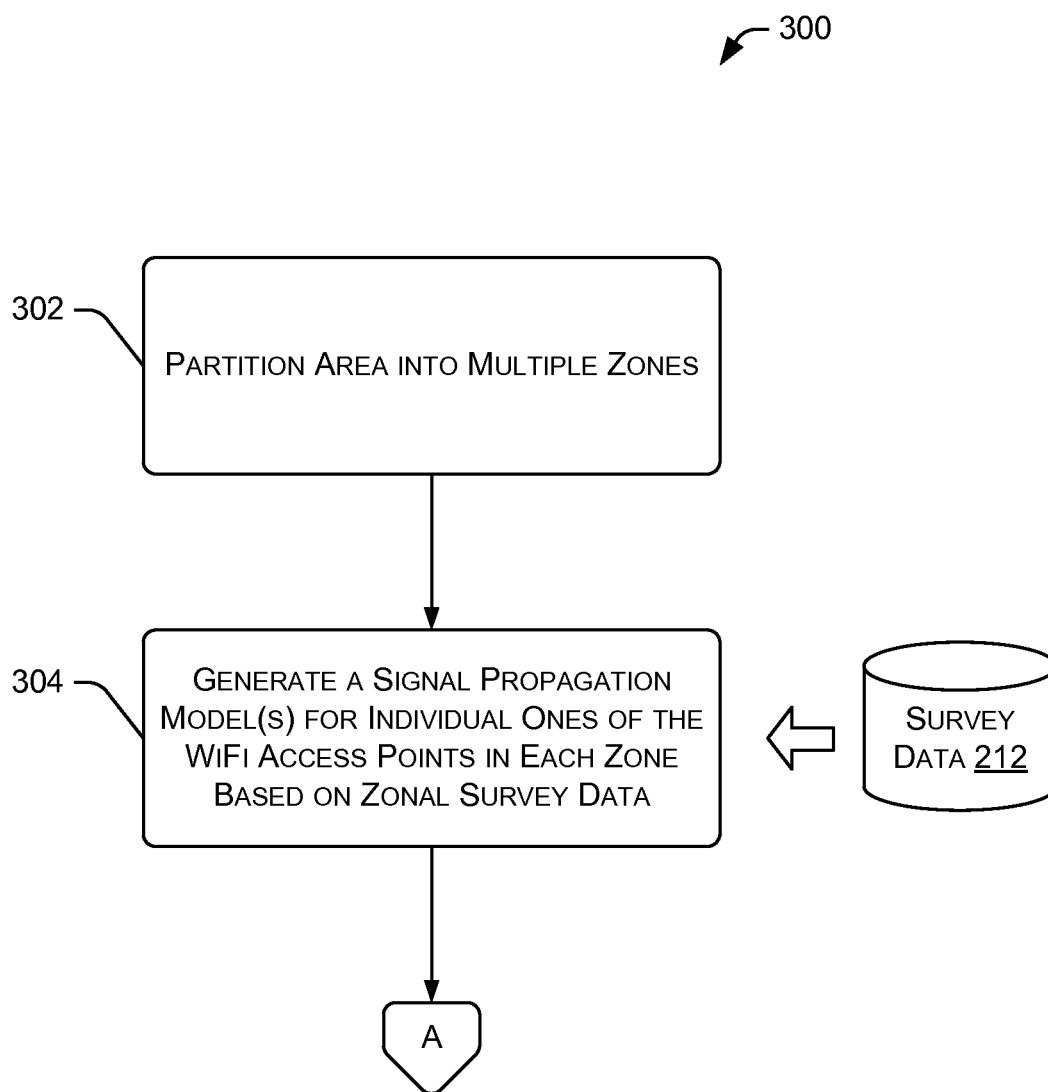 300
302
PARTITION AREA INTO MULTIPLE ZONES
304
GENERATE A SIGNAL PROPAGATION
MODEL(S) FOR INDIVIDUAL ONES OF THE
WIFI ACCESS POINTS IN EACH ZONE
BASED ON ZONAL SURVEY DATA
SURVEY
DATA 212
A